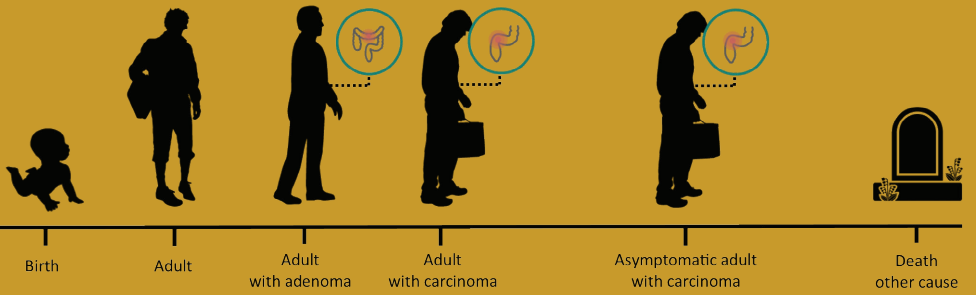 Birth
Adult
Adult
with adenoma
Adult
with carcinoma
Asymptomatic adult
with carcinoma
Death
other cause